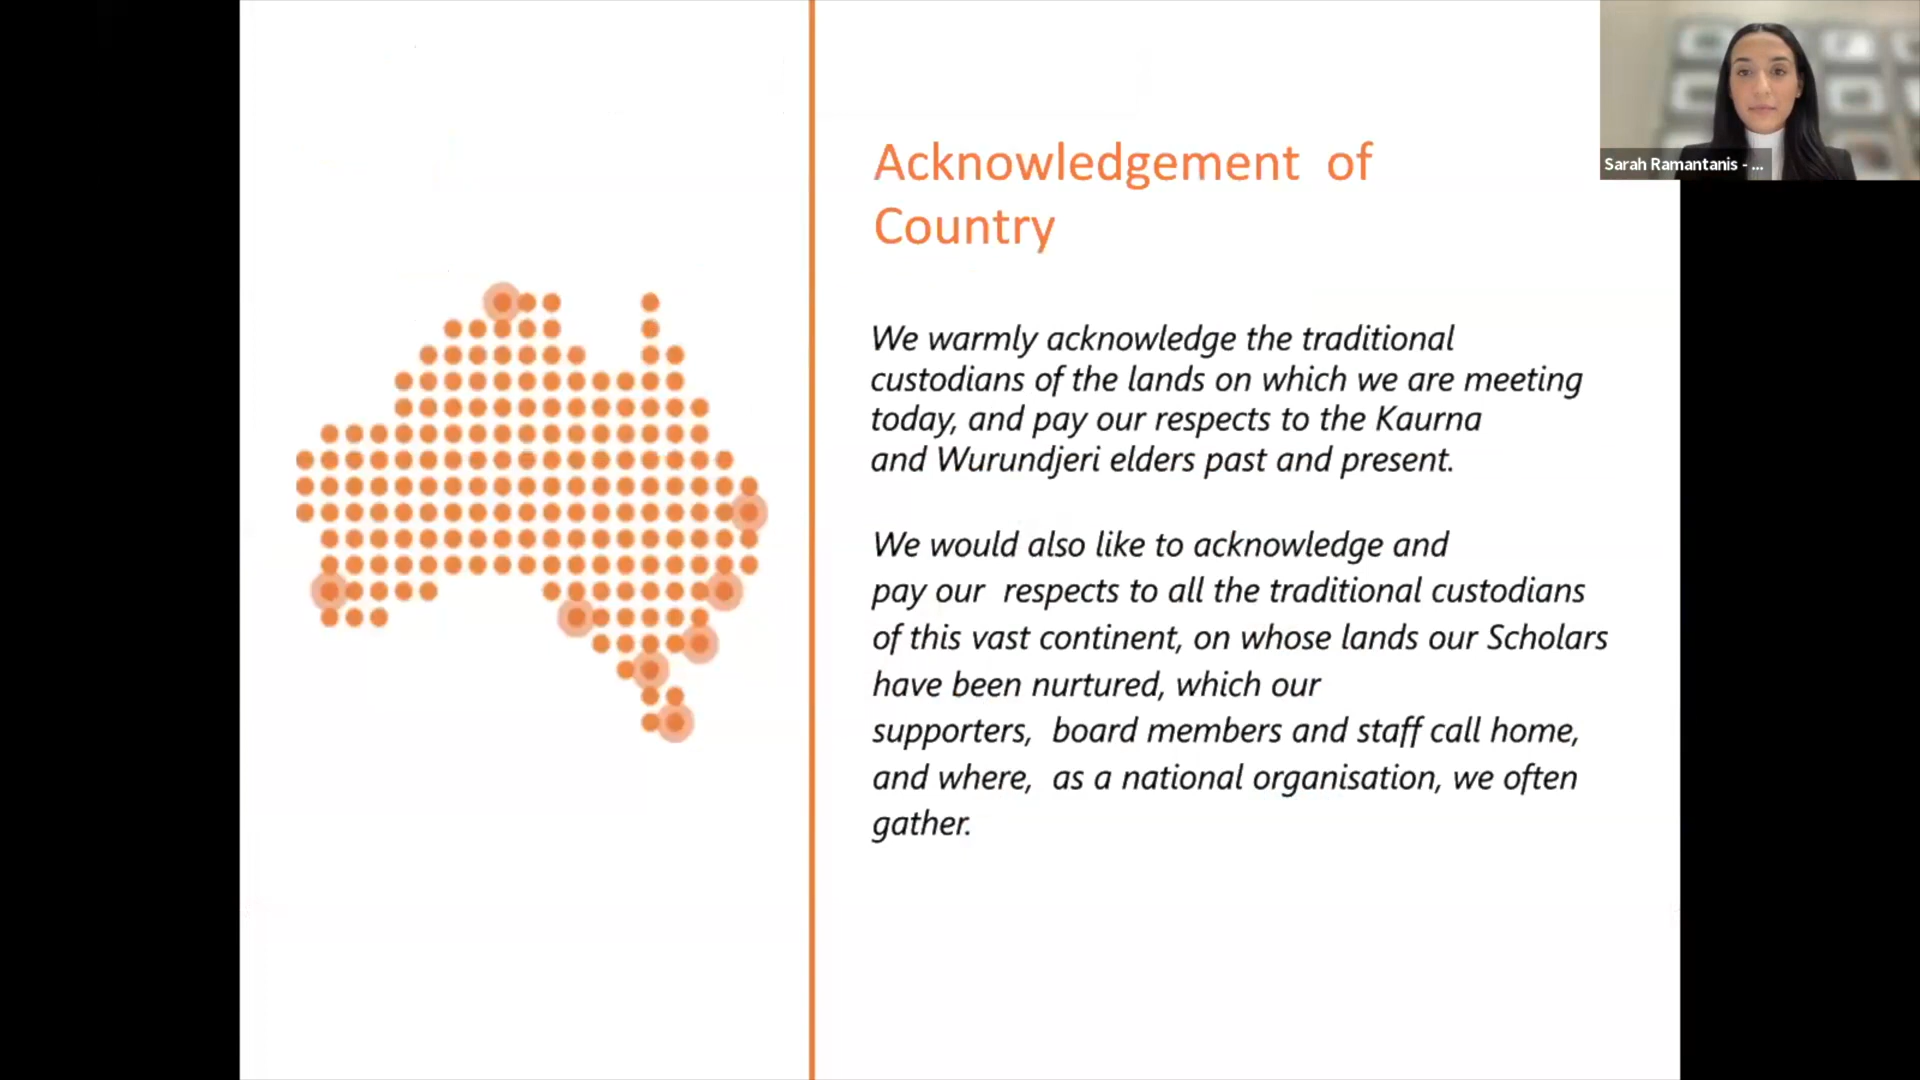 Acknowledgement of
Country
We warmly acknowledge the traditional
custodians of the lands on which we are meeting
today, and pay our respects to the Kaurna
and Wurundjeri elders past and present.
We would also like to acknowledge and
pay our respects to all the traditional custodians
of this vast continent, on whose lands our Scholars
have been nurtured, which our
supporters, board members and staff call home,
and where, as a national organisation, we often
gather.
Sarah Ramantanis - ...